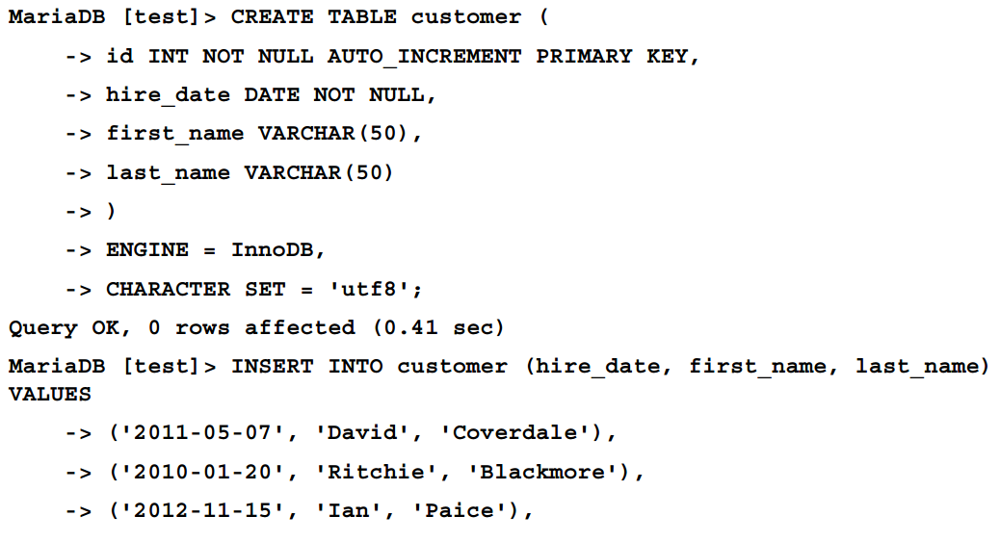 MariaDB [test]> CREATE TABLE customer (
-> id INT NOT NULL AUTO_INCREMENT PRIMARY KEY,
-> hire_date DATE NOT NULL,
-> first_name VARCHAR(50),
-> last_name VARCHAR(50)
-> )
-> ENGINE = InnoDB,
-> CHARACTER SET = 'utf8';
Query OK, 0 rows affected (0.41 sec)
MariaDB [test]> INSERT INTO customer (hire_date, first_name, last_name)
VALUES
-> ('2011-05-07', 'David', 'Coverdale'),
-> ('2010-01-20', 'Ritchie', 'Blackmore'),
-> ('2012-11-15', 'Ian', 'Paice'),